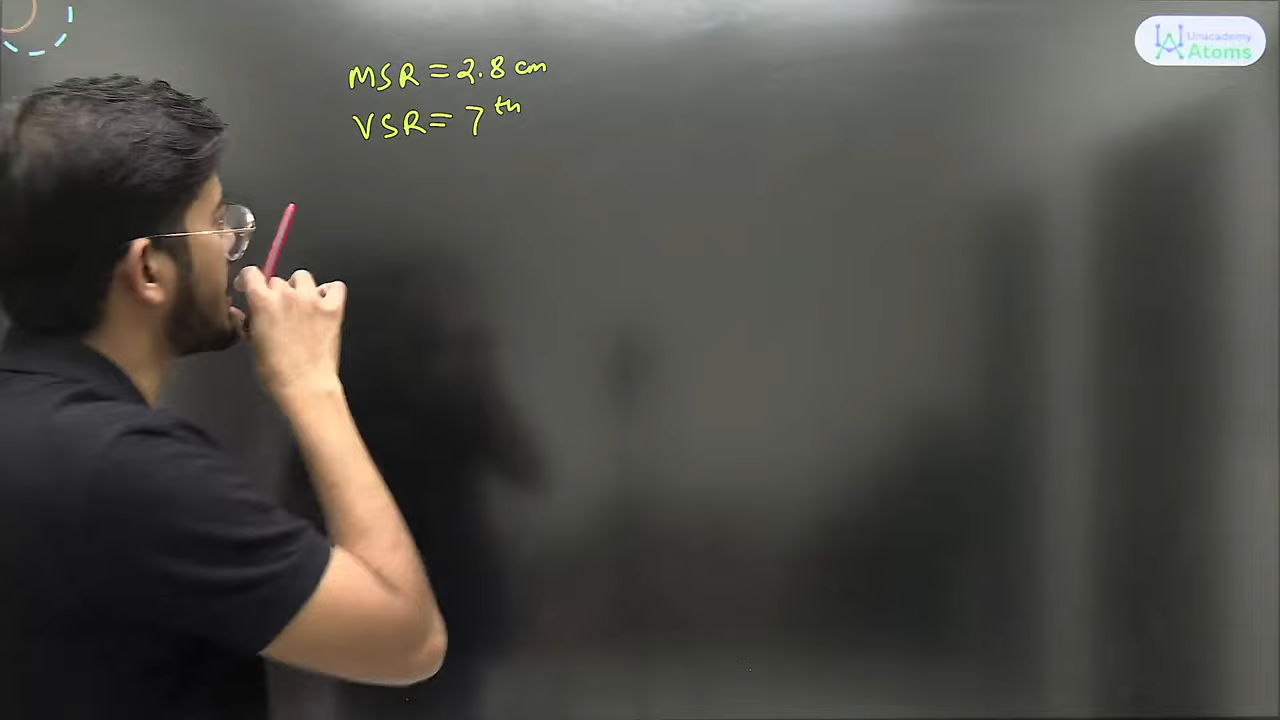 MSR = 2.8 cm
VSR = 7th
Unacademy
Atoms